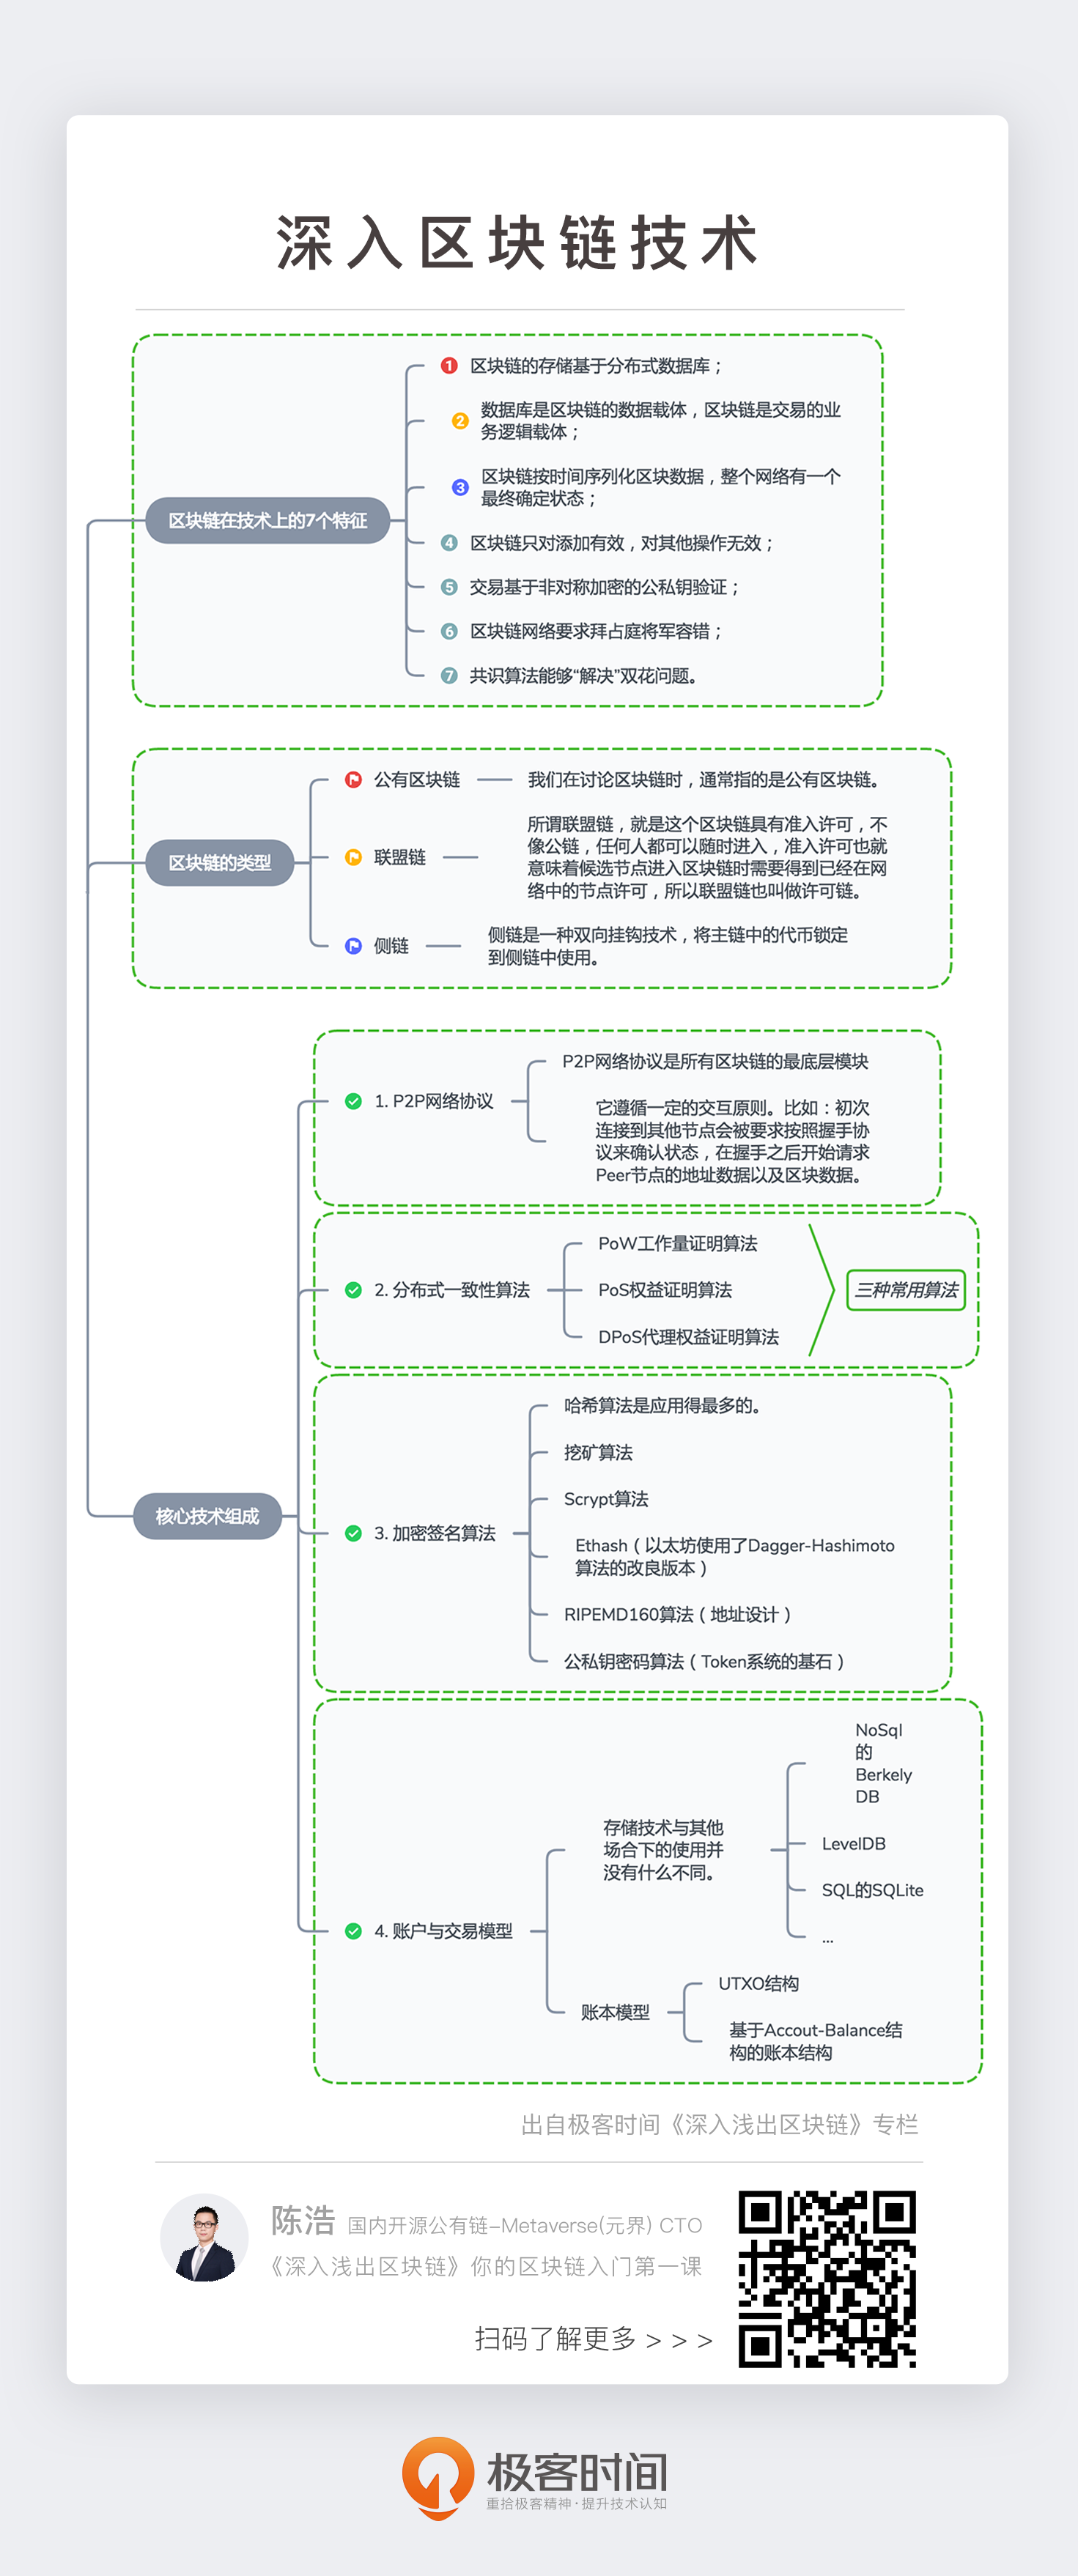 深入区块链技术
区块链在技术上的7个特征
1 区块链的存储基于分布式数据库；
2 数据库是区块链的数据载体，区块链是交易的业
务逻辑载体；
3 区块链按时间序列化区块数据，整个网络有一个
最终确定状态；
4 区块链只对添加有效，对其他操作无效；
5 交易基于非对称加密的公私钥验证；
6 区块链网络要求拜占庭将军容错；
7 共识算法能够“解决”双花问题。
区块链的类型
公有区块链
我们在讨论区块链时，通常指的是公有区块链。
联盟链
所谓联盟链，就是这个区块链具有准入许可，不
像公链，任何人都可以随时进入，准入许可也就
意味着候选节点进入区块链时需要得到已经在网
络中的节点许可，所以联盟链也叫做许可链。
侧链
侧链是一种双向挂钩技术，将主链中的代币锁定
到侧链中使用。
核心技术组成
1. P2P网络协议
P2P网络协议是所有区块链的最底层模块
它遵循一定的交互原则。比如：初次
连接到其他节点会被要求按照握手协
议来确认状态，在握手之后开始请求
Peer节点的地址数据以及区块数据。
2. 分布式一致性算法
PoW工作量证明算法
PoS权益证明算法
DPoS代理权益证明算法
三种常用算法
3. 加密签名算法
哈希算法是应用得最多的。
挖矿算法
Scrypt算法
Ethash（以太坊使用了Dagger-Hashimoto
算法的改良版本）
RIPEMD160算法（地址设计）
公私钥密码算法（Token系统的基石）
4. 账户与交易模型
存储技术与其他
场合下的使用并
没有什么不同。
NoSql
的
Berkely
DB
LevelDB
SQL的SQLite
...
账本模型
UTXO结构
基于Accout-Balance结
构的账本结构
出自极客时间《深入浅出区块链》专栏
陈浩 国内开源公有链-Metaverse(元界) CTO
《深入浅出区块链》你的区块链入门第一课
扫码了解更多 > > >
极客时间
重拾极客精神·提升技术认知